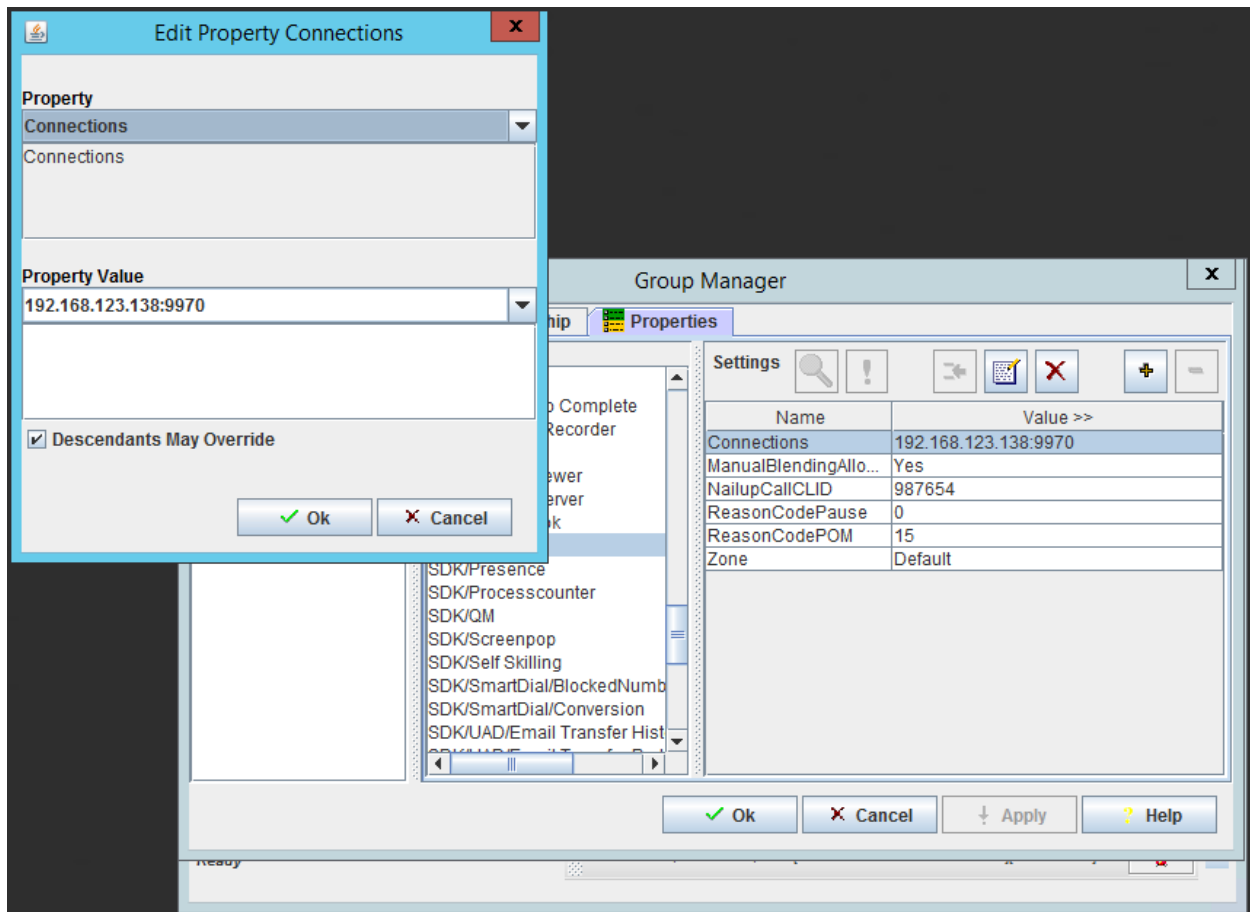 Edit Property Connections
x
Property
Connections
Connections
Property Value
192.168.123.138:9970
Descendants May Override
Ok
Cancel
Group Manager
x
hip
Properties
Complete
Recorder
ewer
erver
k
SDK/Presence
SDK/Processcounter
SDK/QM
SDK/Screenpop
SDK/Self Skilling
SDK/SmartDial/BlockedNumb
SDK/SmartDial/Conversion
SDK/UAD/Email Transfer Hist
Settings
Name Value >>
Connections 192.168.123.138:9970
ManualBlendingAllo... Yes
NailupCallCLID 987654
ReasonCodePause 0
ReasonCodePOM 15
Zone Default
Ok
Cancel
Apply
? Help
Ready